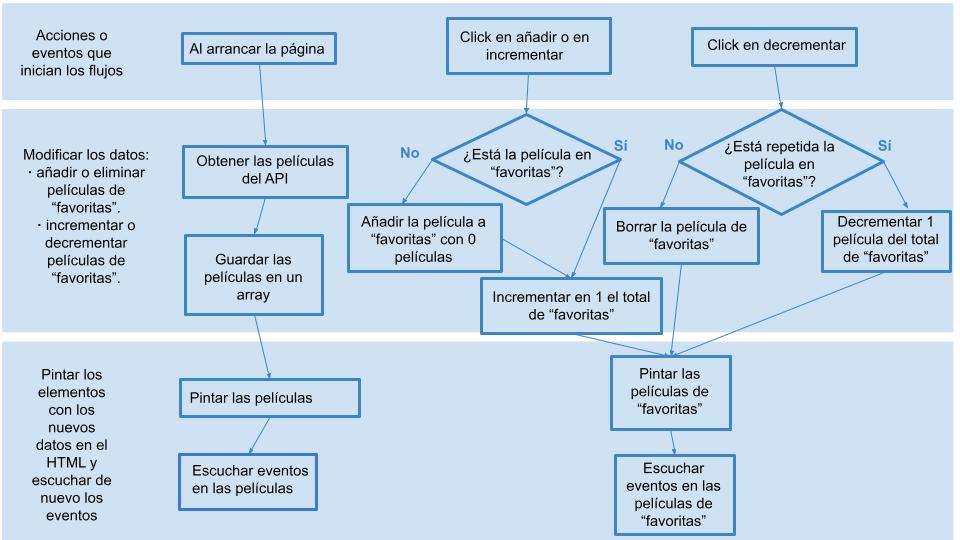 Acciones o
eventos que
inician los flujos
Al arrancar la página
Click en añadir o en
incrementar
Click en decrementar
Modificar los datos:
· añadir o eliminar
películas de
“favoritas”.
· incrementar o
decrementar
películas de
“favoritas”.
Obtener las películas
del API
Guardar las
películas en un
array
No
¿Está la película en
“favoritas”?
Sí
Añadir la película a
“favoritas” con 0
películas
Incrementar en 1 el total
de “favoritas”
No
¿Está repetida la
película en
“favoritas”?
Sí
Borrar la película de
“favoritas”
Decrementar 1
película del total
de “favoritas”
Pintar los
elementos
con los
nuevos
datos en el
HTML y
escuchar de
nuevo los
eventos
Pintar las películas
Escuchar eventos
en las películas
Pintar las
películas de
“favoritas”
Escuchar
eventos en las
películas de
“favoritas”